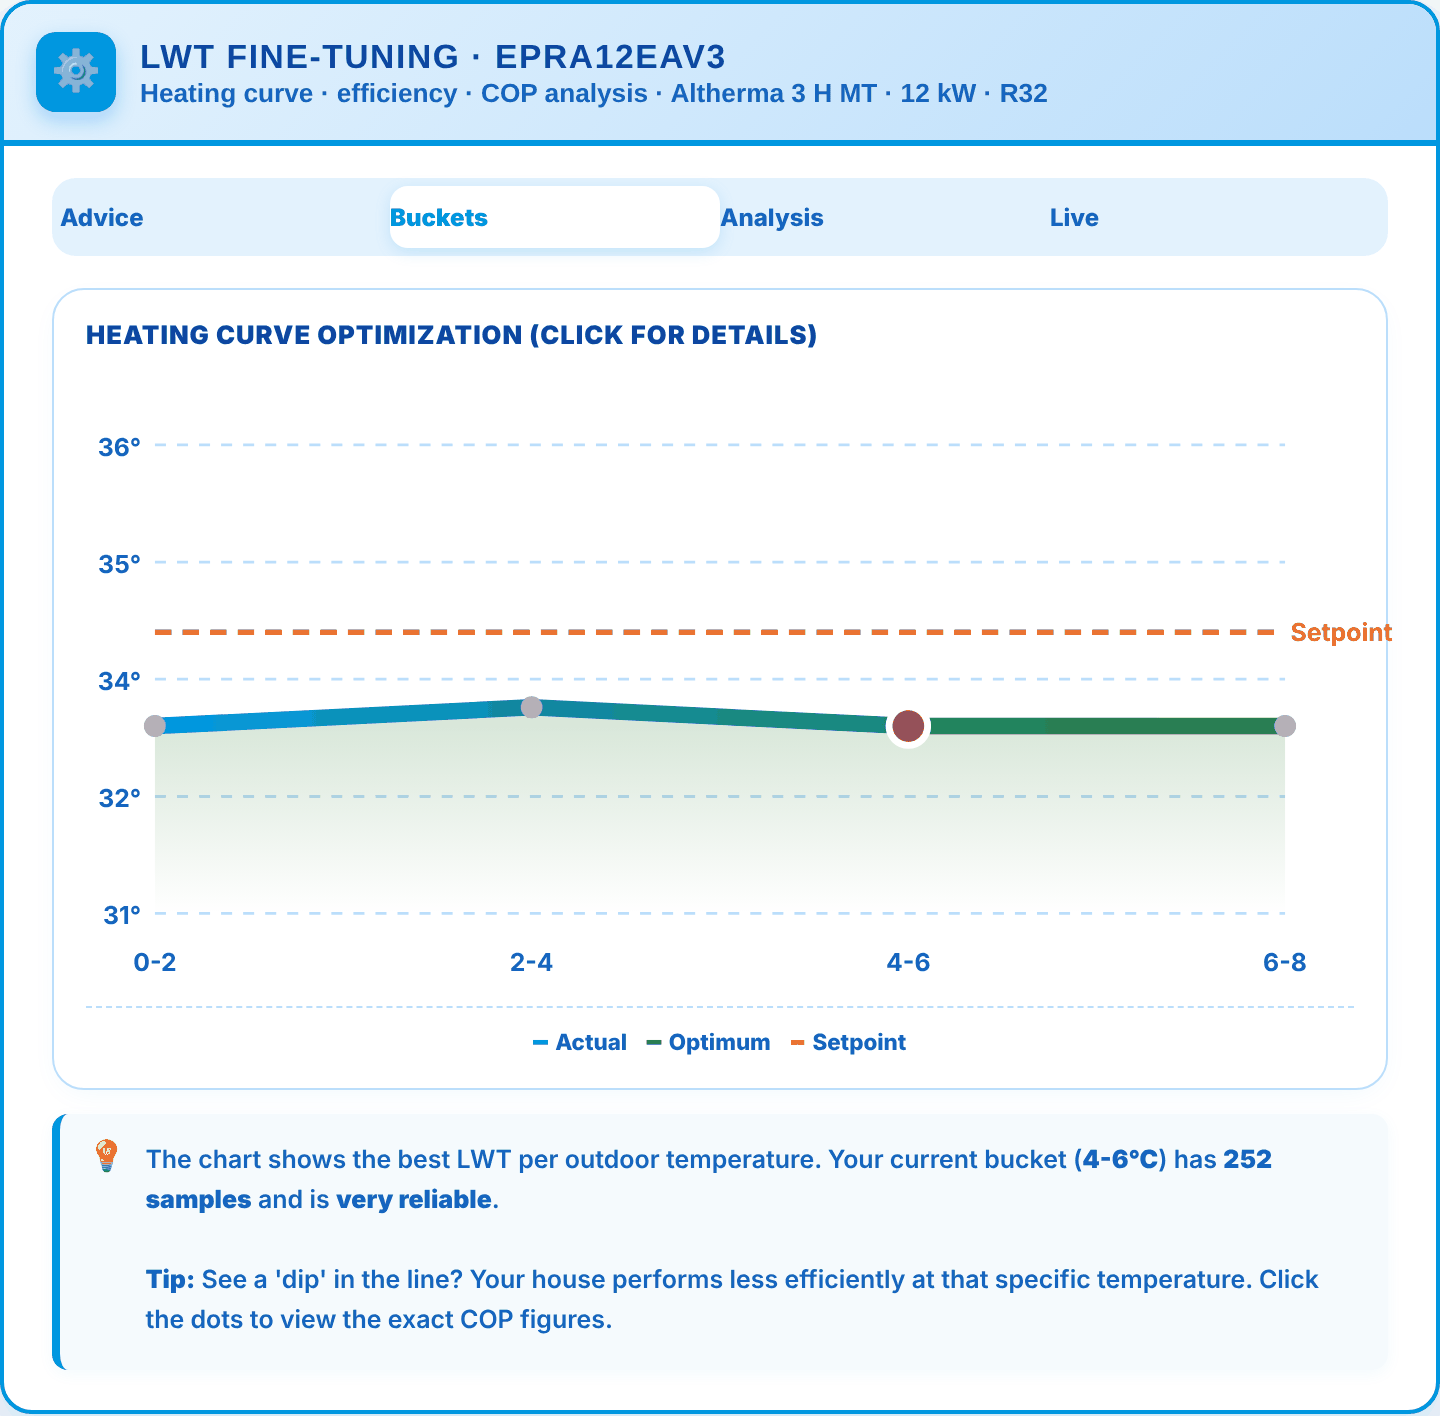 LWT FINE-TUNING · EPRA12EAV3
Heating curve · efficiency · COP analysis · Altherma 3 H MT · 12 kW · R32
Advice
Buckets
Analysis
Live
HEATING CURVE OPTIMIZATION (CLICK FOR DETAILS)
36°
35°
Setpoint
34°
32°
31°
0-2
2-4
4-6
6-8
Actual
Optimum
Setpoint
The chart shows the best LWT per outdoor temperature. Your current bucket (4-6°C) has 252
samples and is very reliable.
Tip: See a 'dip' in the line? Your house performs less efficiently at that specific temperature. Click
the dots to view the exact COP figures.